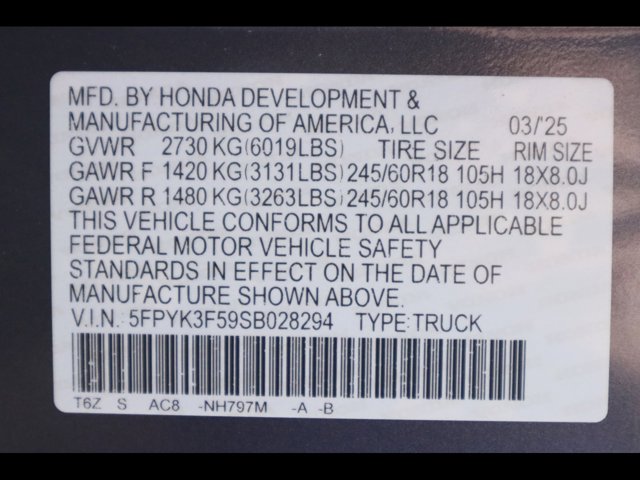 MFD. BY HONDA DEVELOPMENT &
MANUFACTURING OF AMERICA, LLC 03/'25
GVWR 2730 KG(6019LBS) TIRE SIZE RIM SIZE
GAWR F 1420 KG(3131LBS) 245/60R18 105H 18X8.0J
GAWR R 1480 KG(3263LBS) 245/60R18 105H 18X8.0J
THIS VEHICLE CONFORMS TO ALL APPLICABLE
FEDERAL MOTOR VEHICLE SAFETY
STANDARDS IN EFFECT ON THE DATE OF
MANUFACTURE SHOWN ABOVE.
V.I.N.: 5FPYK3F59SB028294 TYPE:TRUCK
T6Z S AC8 -NH797M -A -B